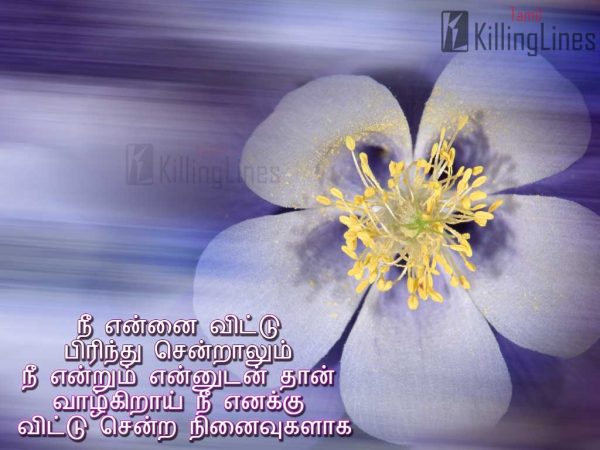 Tamil
KillingLines
KillingLines
நீ என்னை விட்டு
பிரிந்து சென்றாலும்
நீ என்றும் என்னுடன் தான்
வாழ்கிறாய் நீ எனக்கு
விட்டு சென்ற நினைவுகளாக